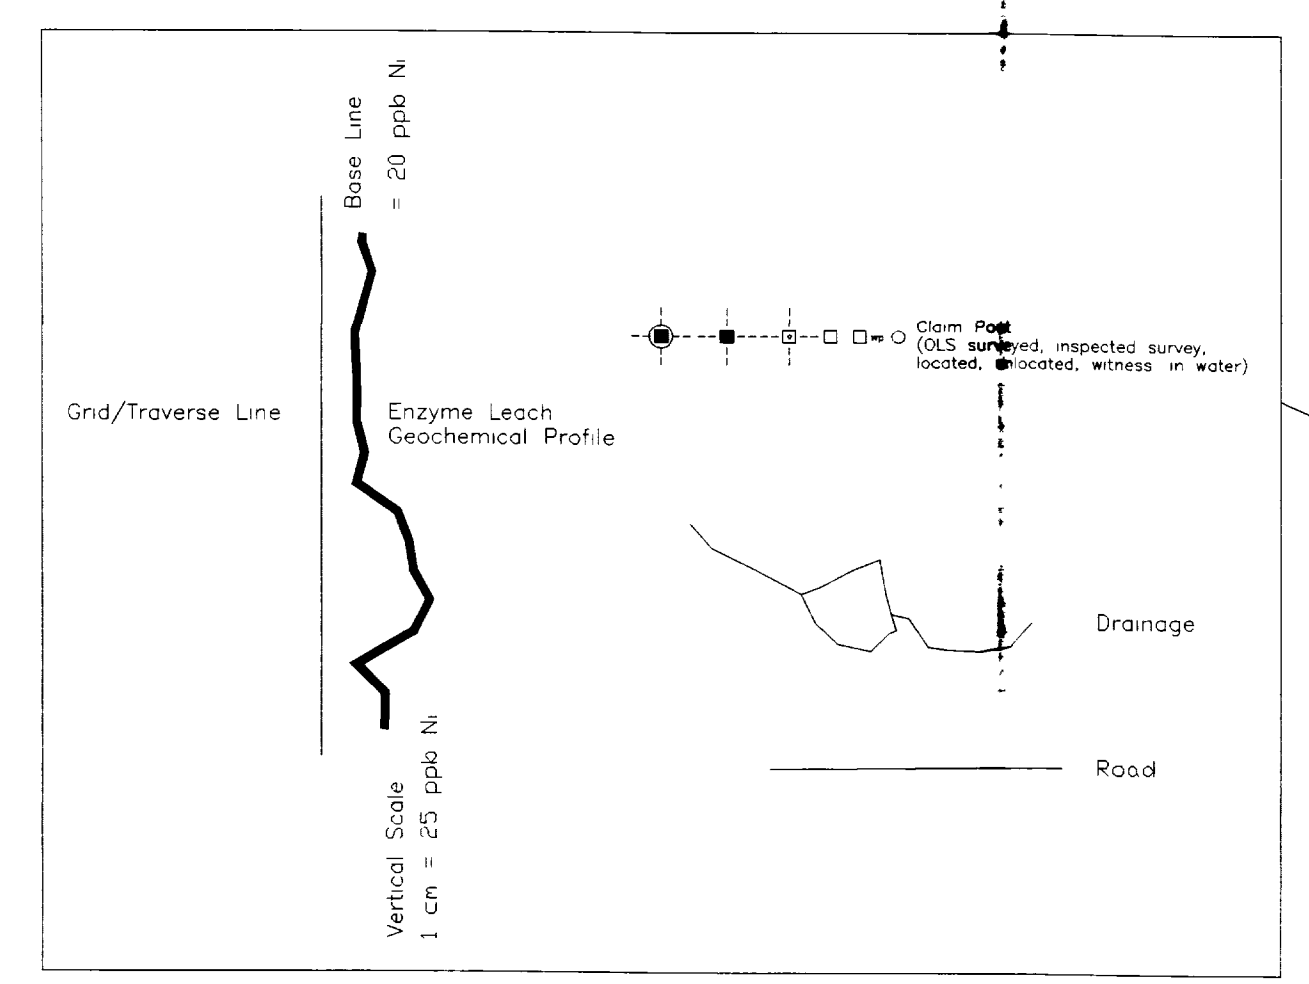 Base Line
= 20 ppb Ni
Grid/Traverse Line
Enzyme Leach
Geochemical Profile
Vertical Scale
1 cm = 25 ppb Ni
wp
Claim Post
(OLS surveyed, inspected survey,
located, unlocated, witness in water)
Drainage
Road